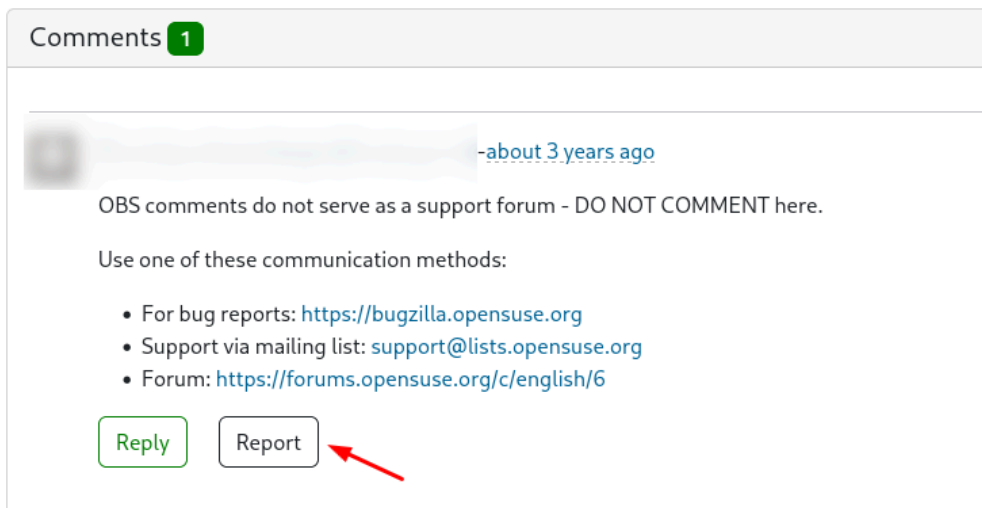 Comments 1
-about 3 years ago
OBS comments do not serve as a support forum - DO NOT COMMENT here.
Use one of these communication methods:
• For bug reports: https://bugzilla.opensuse.org
• Support via mailing list: support@lists.opensuse.org
• Forum: https://forums.opensuse.org/c/english/6
Reply Report